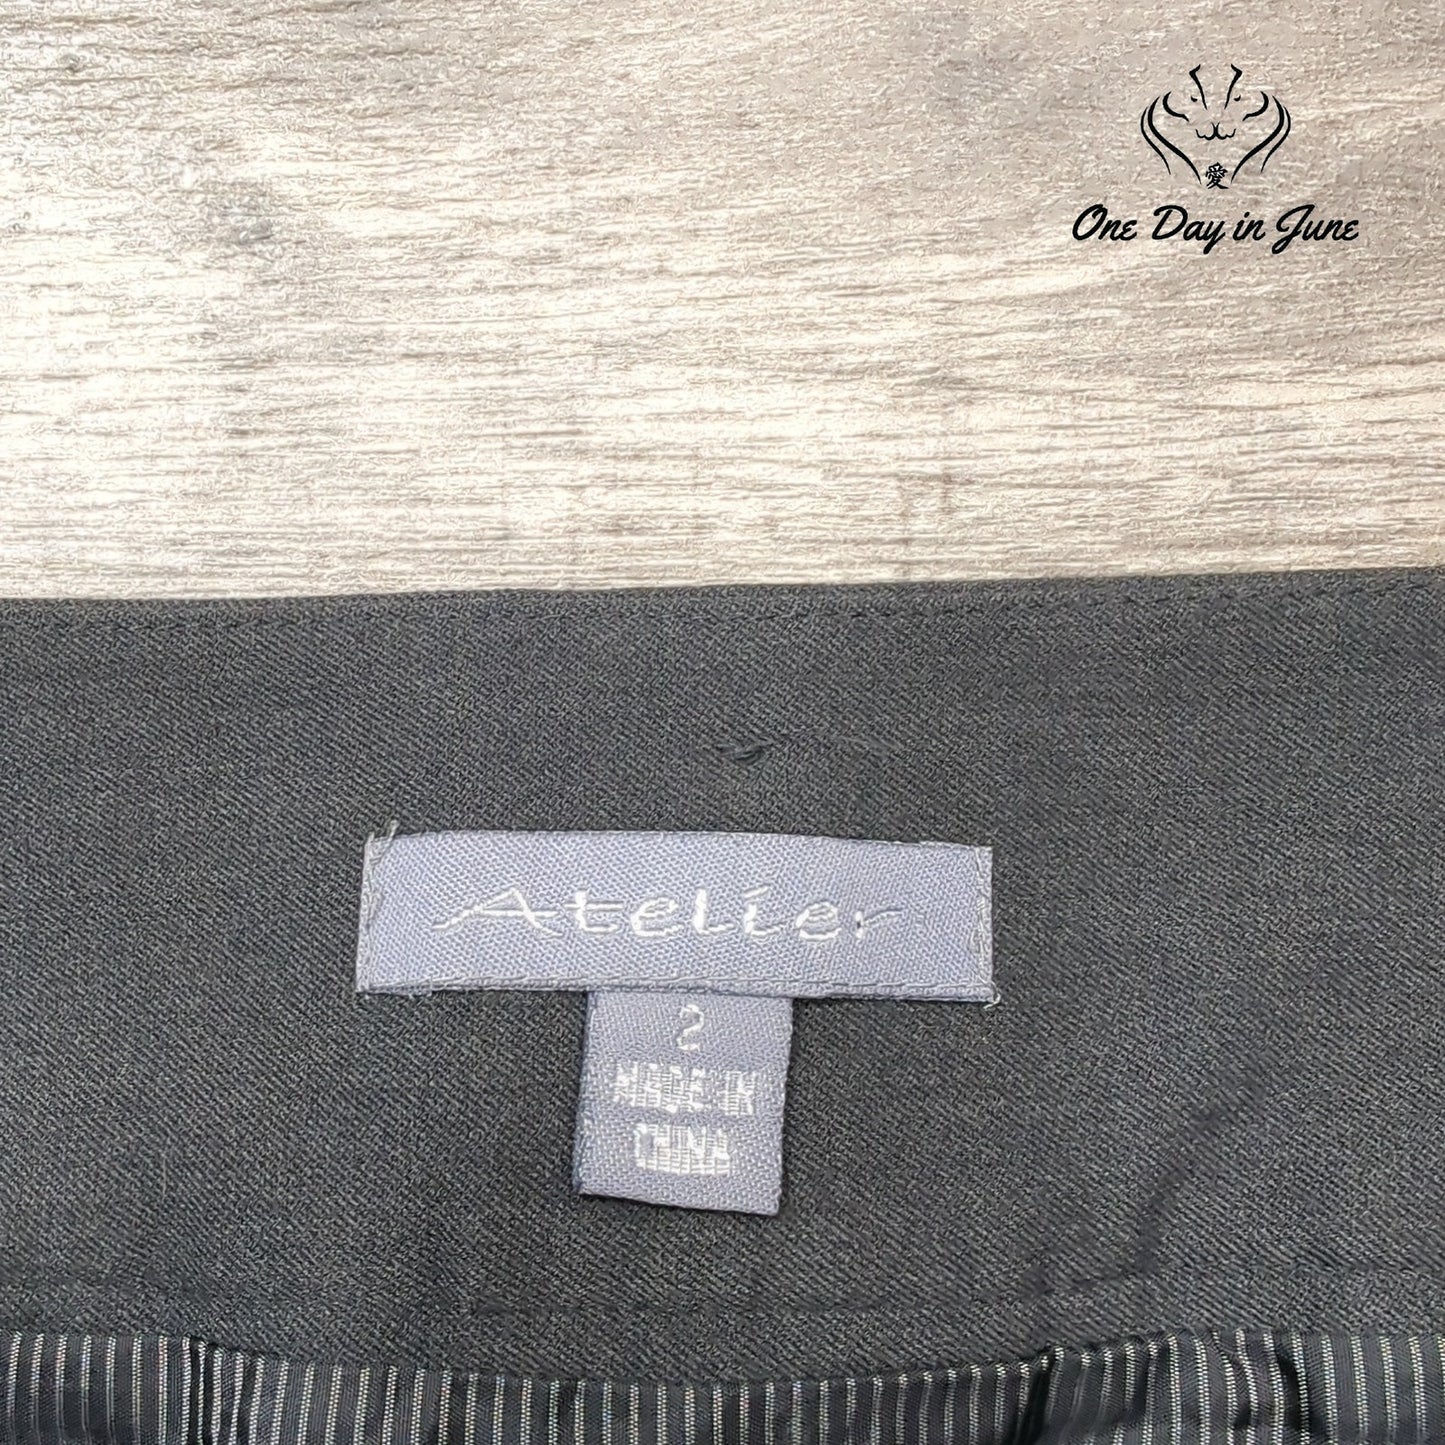 愛
One Day in June
Atelier
2
MADE IN
CHINA